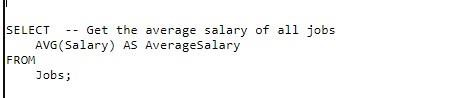 SELECT  -- Get the average salary of all jobs
    AVG(Salary) AS AverageSalary
FROM
    Jobs;